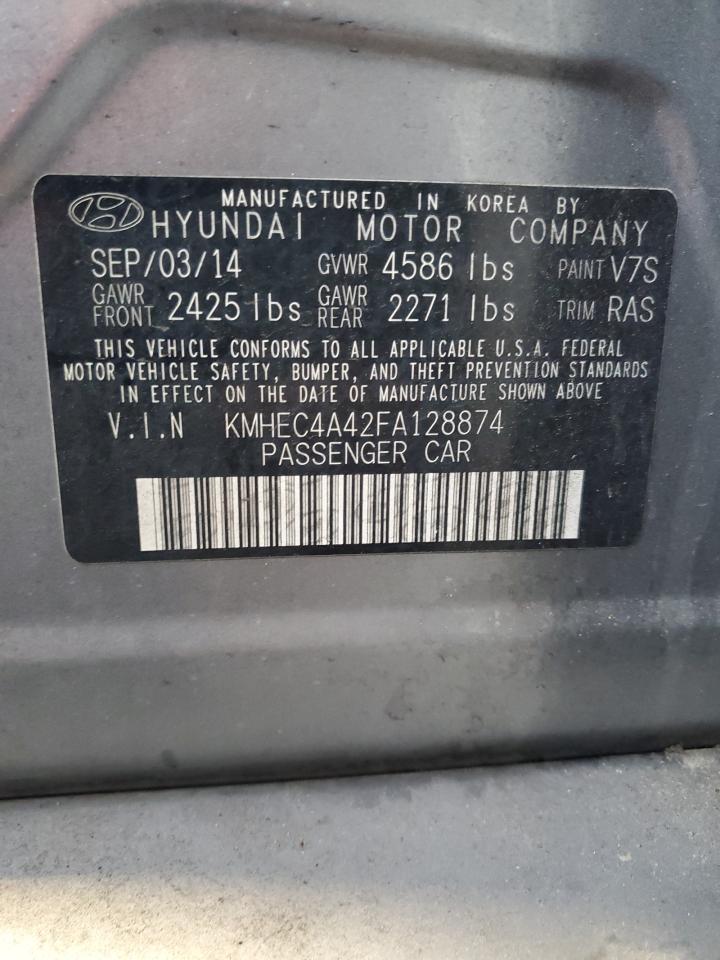 MANUFACTURED IN KOREA BY
HYUNDAI MOTOR COMPANY
SEP/03/14 GVWR 4586 lbs PAINT V7S
GAWR FRONT 2425 lbs GAWR REAR 2271 lbs TRIM RAS
THIS VEHICLE CONFORMS TO ALL APPLICABLE U.S.A. FEDERAL
MOTOR VEHICLE SAFETY, BUMPER, AND THEFT PREVENTION STANDARDS
IN EFFECT ON THE DATE OF MANUFACTURE SHOWN ABOVE
V.I.N KMHEC4A42FA128874
PASSENGER CAR